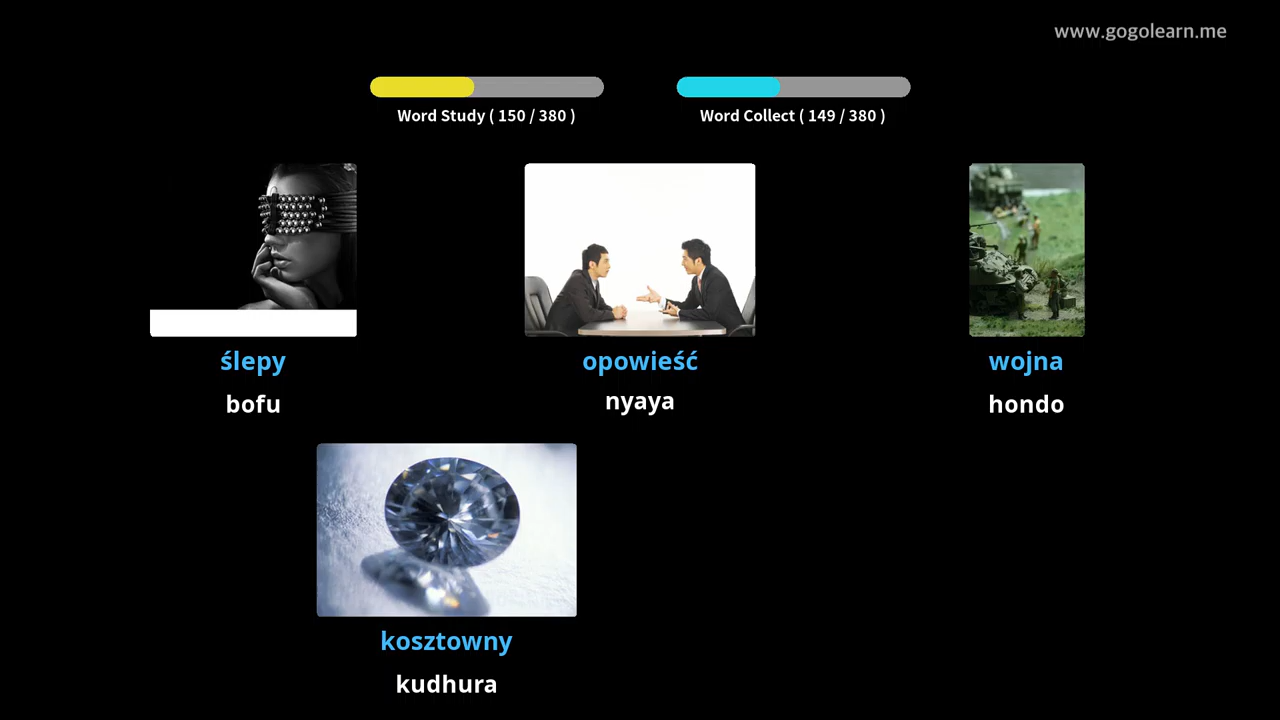 www.gogolearn.me
Word Study ( 150 / 380 )
Word Collect ( 149 / 380 )
ślepy
bofu
opowieść
nyaya
wojna
hondo
kosztowny
kudhura